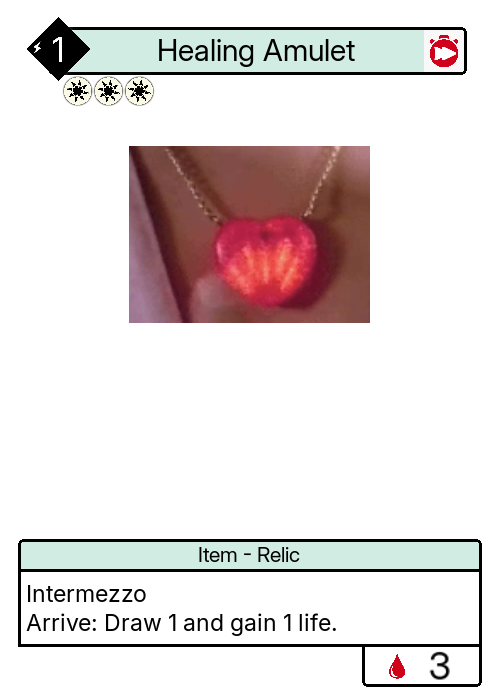 1 Healing Amulet
Item - Relic
Intermezzo
Arrive: Draw 1 and gain 1 life.
3